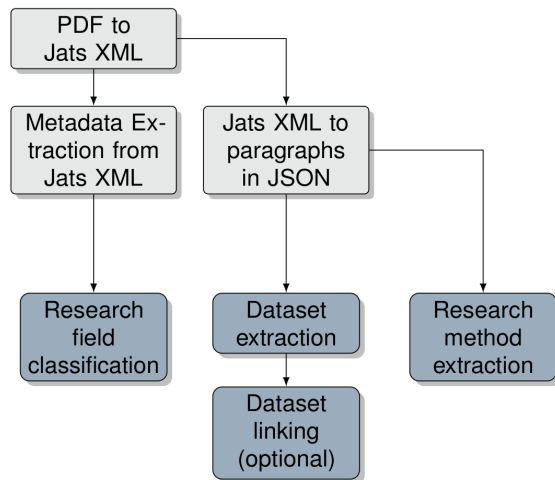 PDF to
Jats XML
Metadata Ex-
traction from
Jats XML
Jats XML to
paragraphs
in JSON
Research
field
classification
Dataset
extraction
Research
method
extraction
Dataset
linking
(optional)